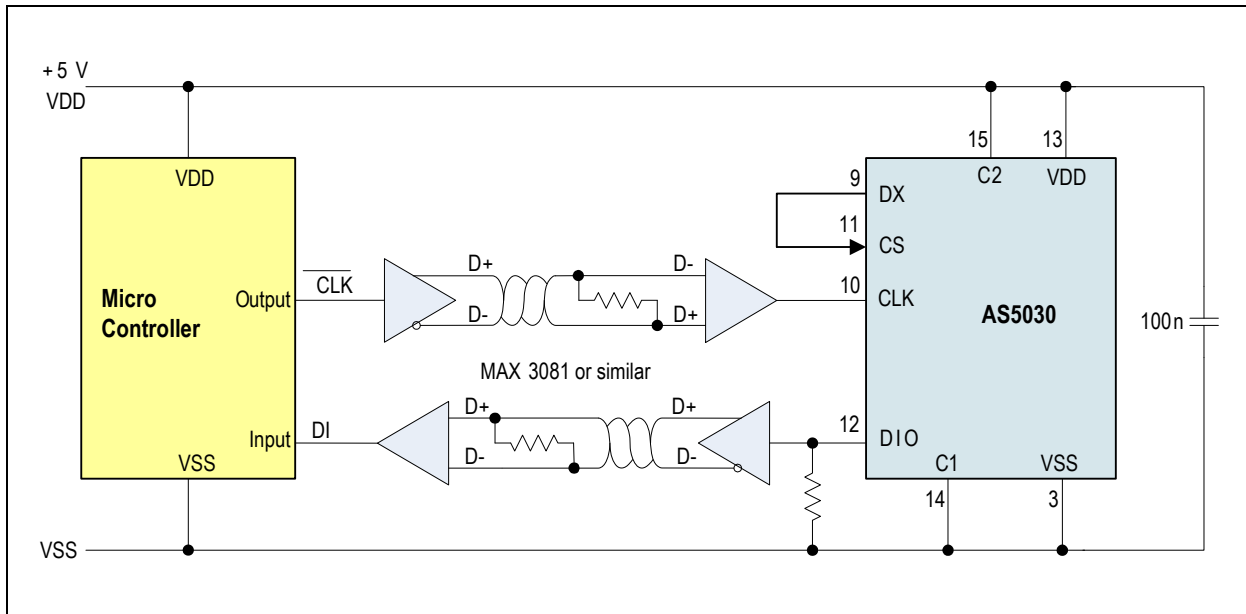 +5 V
VDD
15
13
VDD
C2
VDD
9
DX
11
CS
CLK
D+
D-
Micro
Controller
Output
10
CLK
AS5030
D-
D+
100n
MAX 3081 or similar
D+
D+
Input
DI
12
DIO
D-
D-
VSS
C1
VSS
14
3
VSS